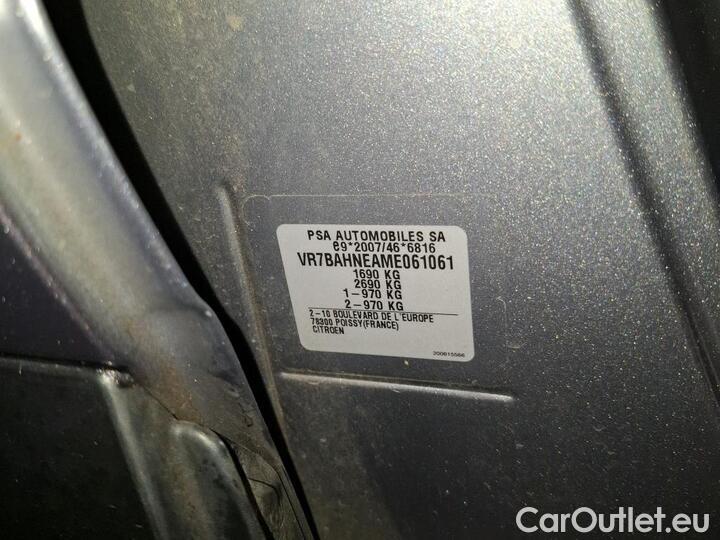 PSA AUTOMOBILES SA
e9*2007/46*6816
VR7BAHNEAME061061
1690 KG
2690 KG
1-970 KG
2-970 KG
2-10 BOULEVARD DE L'EUROPE
78300 POISSY(FRANCE)
CITROEN
200615566
CarOutlet.eu